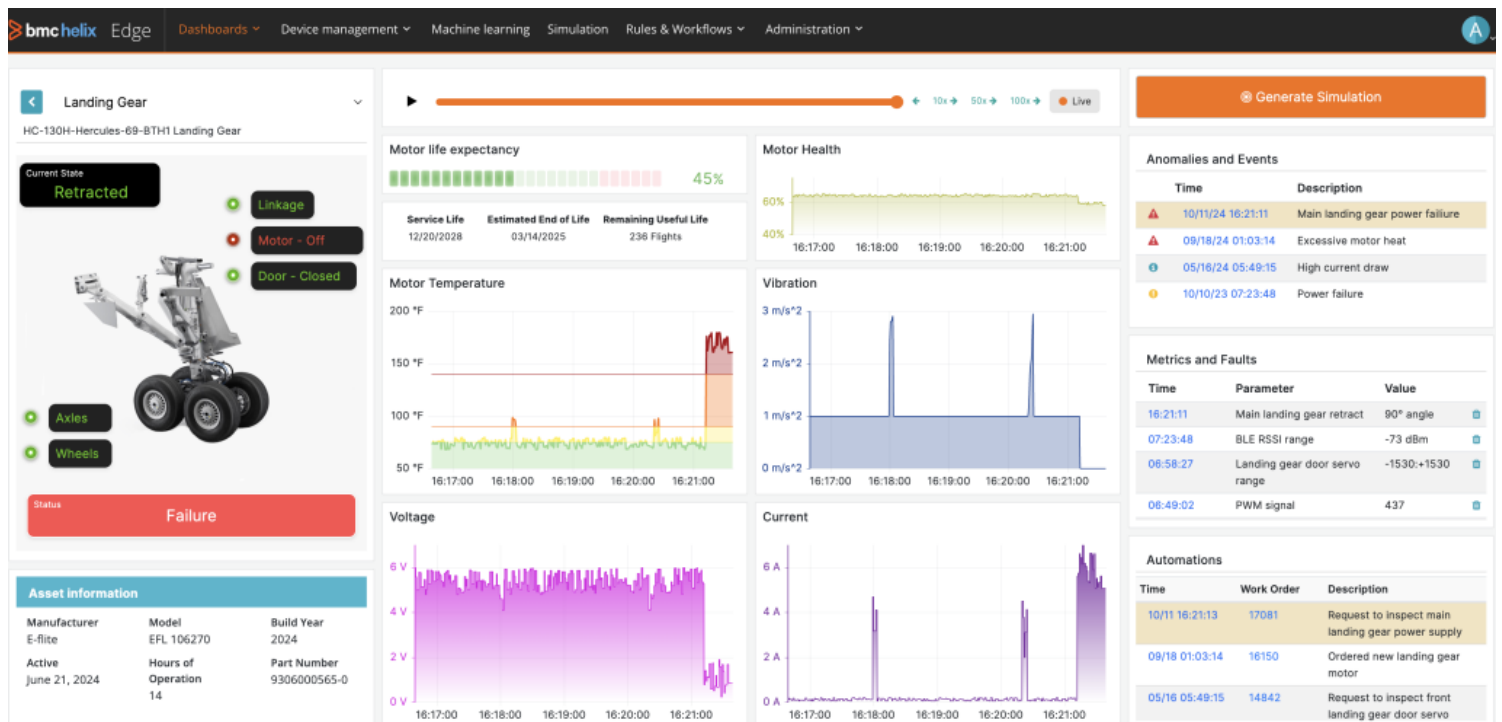 bmchelix Edge Dashboards Device management Machine learning Simulation Rules & Workflows Administration A
Landing Gear
HC-130H-Hercules-69-BTH1 Landing Gear
Current State
Retracted
Linkage
Motor - Off
Door - Closed
Axles
Wheels
Status
Failure
Asset information
Manufacturer Model Build Year
E-flite EFL 106270 2024
Active Hours of Operation Part Number
June 21, 2024 14 9306000565-0
10x 50x 100x Live
Motor life expectancy
45%
Service Life Estimated End of Life Remaining Useful Life
12/20/2028 03/14/2025 236 Flights
Motor Health
60%
40%
16:17:00 16:18:00 16:19:00 16:20:00 16:21:00
Motor Temperature
200 °F
150 °F
100 °F
50 °F
16:17:00 16:18:00 16:19:00 16:20:00 16:21:00
Vibration
3 m/s^2
2 m/s^2
1 m/s^2
0 m/s^2
16:17:00 16:18:00 16:19:00 16:20:00 16:21:00
Voltage
6 V
4 V
2 V
0 V
16:17:00 16:18:00 16:19:00 16:20:00 16:21:00
Current
6 A
4 A
2 A
0 A
16:17:00 16:18:00 16:19:00 16:20:00 16:21:00
Generate Simulation
Anomalies and Events
Time Description
10/11/24 16:21:11 Main landing gear power failiure
09/18/24 01:03:14 Excessive motor heat
05/16/24 05:49:15 High current draw
10/10/23 07:23:48 Power failure
Metrics and Faults
Time Parameter Value
16:21:11 Main landing gear retract 90° angle
07:23:48 BLE RSSI range -73 dBm
06:58:27 Landing gear door servo -1530:+1530
range
06:49:02 PWM signal 437
Automations
Time Work Order Description
10/11 16:21:13 17081 Request to inspect main
landing gear power supply
09/18 01:03:14 16150 Ordered new landing gear
motor
05/16 05:49:15 14842 Request to inspect front
landing gear door servo